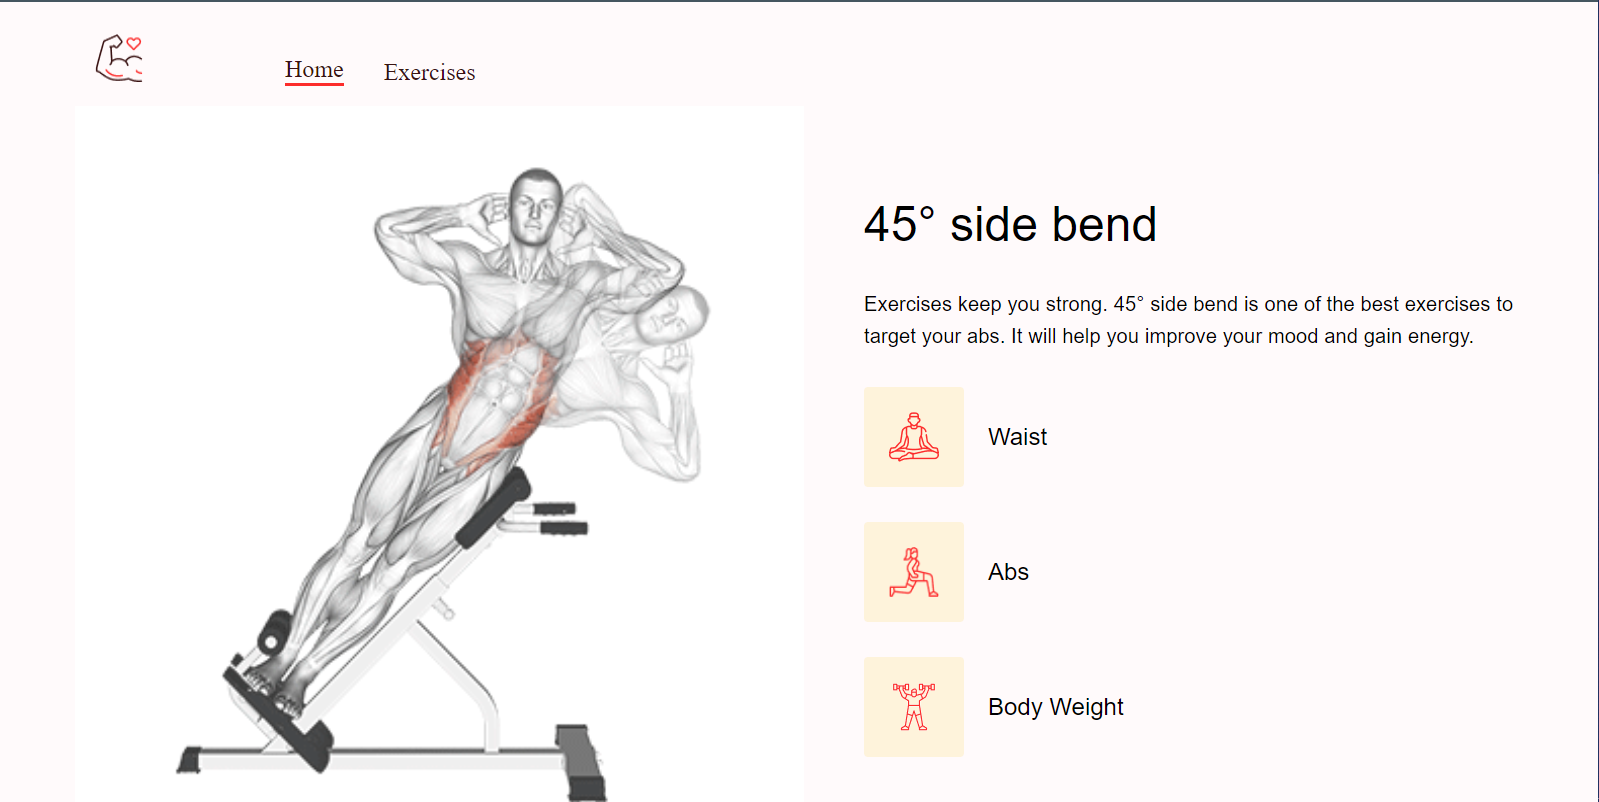 Home Exercises
45° side bend
Exercises keep you strong. 45° side bend is one of the best exercises to
target your abs. It will help you improve your mood and gain energy.
Waist
Abs
Body Weight